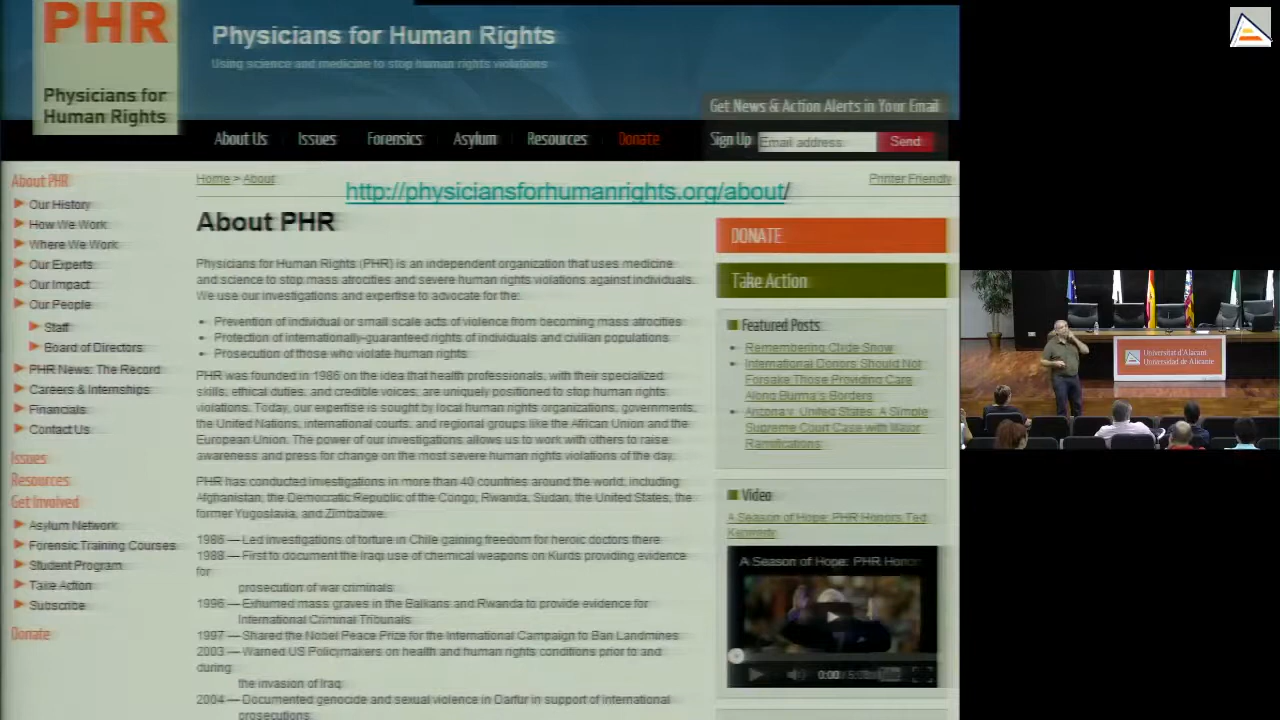 PHR
Physicians for
Human Rights
Physicians for Human Rights
Using science and medicine to stop human rights violations
Get News & Action Alerts in Your Email
Sign Up
Email address
Send
About Us
Issues
Forensics
Asylum
Resources
Donate
About PHR
Our History
How We Work
Where We Work
Our Experts
Our Impact
Our People
Staff
Board of Directors
PHR News: The Record
Careers & Internships
Financials
Contact Us
Issues
Resources
Get Involved
Asylum Network
Forensic Training Courses
Student Program
Take Action
Subscribe
Donate
Home > About
http://physiciansforhumanrights.org/about/
Printer Friendly
About PHR
Physicians for Human Rights (PHR) is an independent organization that uses medicine
and science to stop mass atrocities and severe human rights violations against individuals.
We use our investigations and expertise to advocate for the:
Prevention of individual or small scale acts of violence from becoming mass atrocities
Protection of internationally-guaranteed rights of individuals and civilian populations
Prosecution of those who violate human rights
PHR was founded in 1986 on the idea that health professionals, with their specialized
skills, ethical duties, and credible voices, are uniquely positioned to stop human rights
violations. Today, our expertise is sought by local human rights organizations, governments,
the United Nations, international courts, and regional groups like the African Union and the
European Union. The power of our investigations allows us to work with others to raise
awareness and press for change on the most severe human rights violations of the day.
PHR has conducted investigations in more than 40 countries around the world, including
Afghanistan, the Democratic Republic of the Congo, Rwanda, Sudan, the United States, the
former Yugoslavia, and Zimbabwe:
1986 — Led investigations of torture in Chile gaining freedom for heroic doctors there
1988 — First to document the Iraqi use of chemical weapons on Kurds providing evidence
for
prosecution of war criminals
1996 — Exhumed mass graves in the Balkans and Rwanda to provide evidence for
International Criminal Tribunals
1997 — Shared the Nobel Peace Prize for the International Campaign to Ban Landmines
2003 — Warned US Policymakers on health and human rights conditions prior to and
during
the invasion of Iraq
2004 — Documented genocide and sexual violence in Darfur in support of international
prosecutions
DONATE
Take Action
Featured Posts
Remembering Clyde Snow
International Donors Should Not
Forsake Those Providing Care
Along Burma's Borders
Arizona v. United States: A Simple
Supreme Court Case with Major
Ramifications
Video
A Season of Hope: PHR Honors Ted
Kennedy
A Season of Hope: PHR Honor
0:00
Universitat d'Alacant
Universidad de Alicante